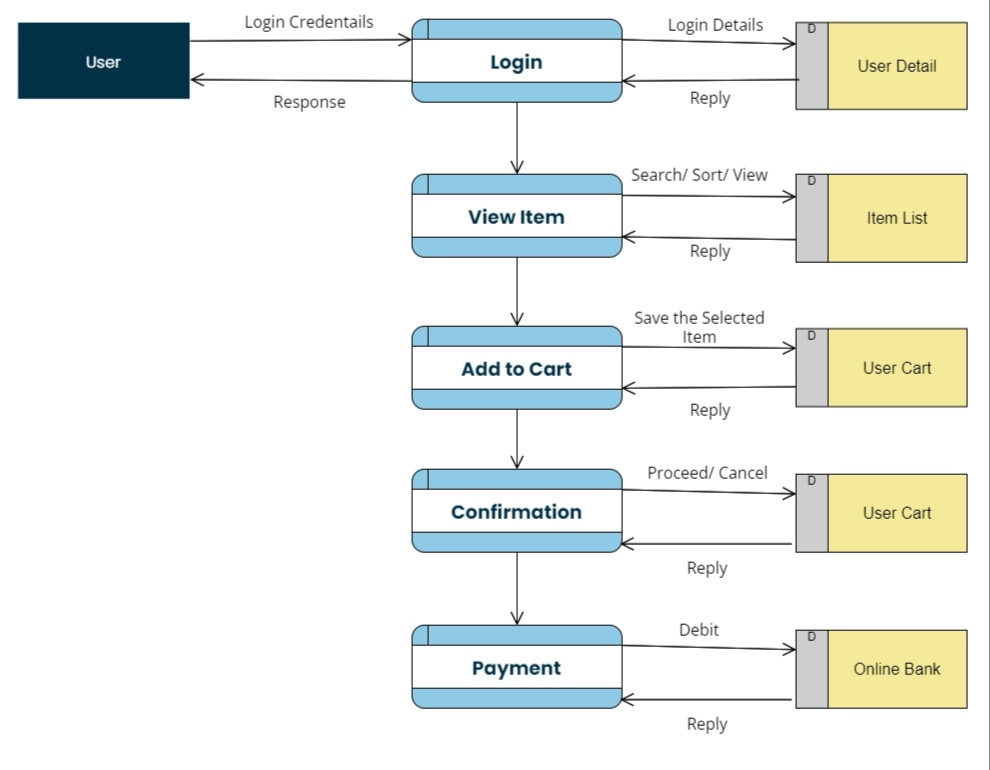 Login Credentails
Login Details
D
User
Login
User Detail
Response
Reply
Search/ Sort/ View
D
View Item
Item List
Reply
Save the Selected
Item
D
Add to Cart
User Cart
Reply
Proceed/ Cancel
D
Confirmation
User Cart
Reply
Debit
D
Payment
Online Bank
Reply